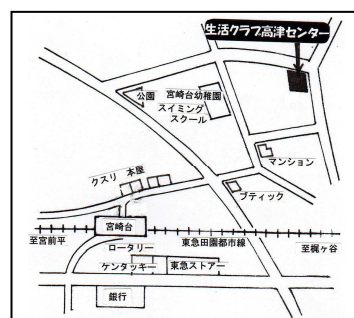 生活クラブ高津センター
公園
宮崎台幼稚園
スイミング
スクール
マンション
クスリ
本屋
ブティック
宮崎台
至宮前平
ロータリー
東急田園都市線
至梶ヶ谷
ケンタッキー
東急ストアー
銀行